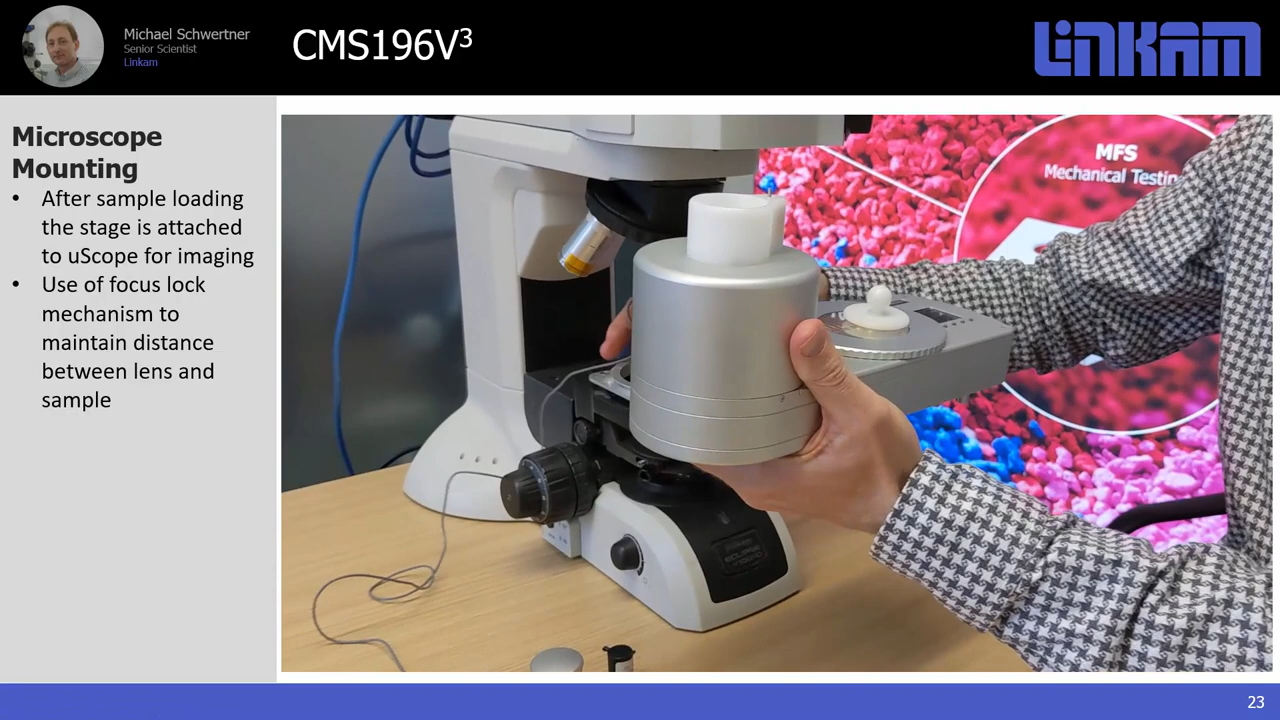 Michael Schwertner
Senior Scientist
Linkam
CMS196V³
LINKAM
Microscope
Mounting
• After sample loading
the stage is attached
to uScope for imaging
• Use of focus lock
mechanism to
maintain distance
between lens and
sample
MFS
Mechanical Testing
23